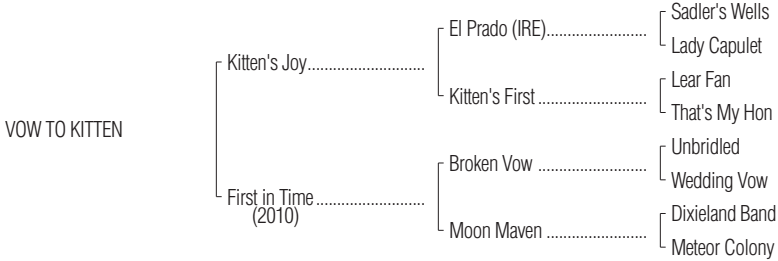 Sadler's Wells
El Prado (IRE)........................
Lady Capulet
Kitten's Joy............................
Lear Fan
Kitten's First ..........................
That's My Hon
VOW TO KITTEN
Unbridled
Broken Vow ..........................
Wedding Vow
First in Time..........................
(2010)
Dixieland Band
Moon Maven ........................
Meteor Colony